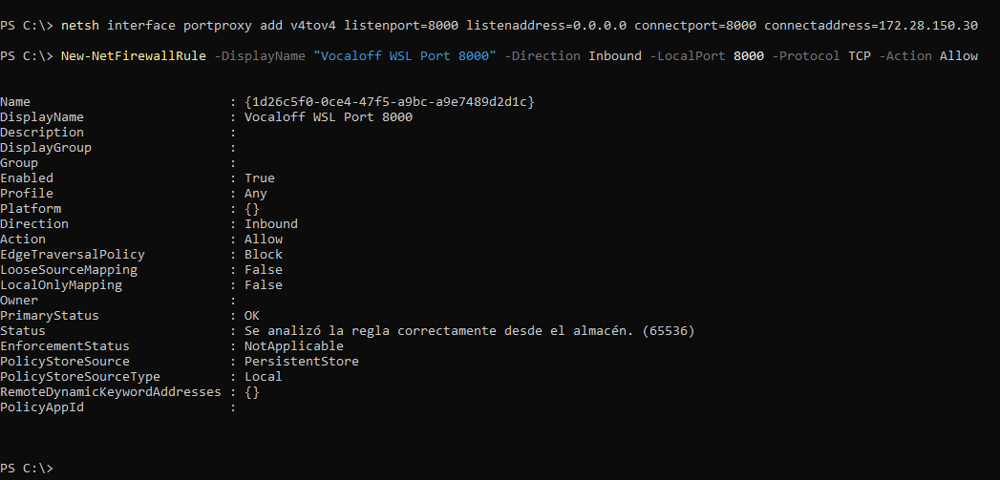 PS C:\> netsh interface portproxy add v4tov4 listenport=8000 listenaddress=0.0.0.0 connectport=8000 connectaddress=172.28.150.30
PS C:\> New-NetFirewallRule -DisplayName "Vocaloff WSL Port 8000" -Direction Inbound -LocalPort 8000 -Protocol TCP -Action Allow
Name                          : {1d26c5f0-0ce4-47f5-a9bc-a9e7489d2d1c}
DisplayName                   : Vocaloff WSL Port 8000
Description                   :
DisplayGroup                  :
Group                         :
Enabled                       : True
Profile                       : Any
Platform                      : {}
Direction                     : Inbound
Action                        : Allow
EdgeTraversalPolicy           : Block
LooseSourceMapping            : False
LocalOnlyMapping              : False
Owner                         :
PrimaryStatus                 : OK
Status                        : Se analizó la regla correctamente desde el almacén. (65536)
EnforcementStatus             : NotApplicable
PolicyStoreSource             : PersistentStore
PolicyStoreSourceType         : Local
RemoteDynamicKeywordAddresses : {}
PolicyAppId                   :
PS C:\>